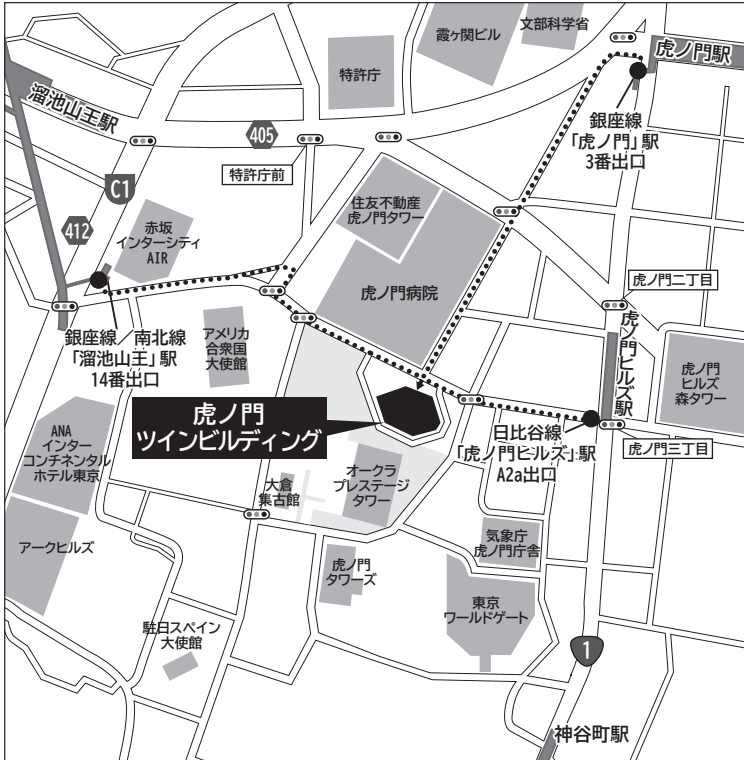 霞ヶ関ビル
文部科学省
虎ノ門駅
特許庁
溜池山王駅
405
銀座線
「虎ノ門」駅
3番出口
特許庁前
C1
住友不動産
虎ノ門タワー
412
赤坂
インターシティ
AIR
虎ノ門病院
虎ノ門二丁目
銀座線／南北線
「溜池山王」駅
14番出口
アメリカ
合衆国
大使館
虎ノ門ヒルズ駅
虎ノ門
ヒルズ
森タワー
虎ノ門
ツインビルディング
ANA
インター
コンチネンタル
ホテル東京
日比谷線
「虎ノ門ヒルズ」駅
A2a出口
虎ノ門三丁目
大倉
集古館
オークラ
プレステージ
タワー
アークヒルズ
気象庁
虎ノ門庁舎
虎ノ門
タワーズ
東京
ワールドゲート
駐日スペイン
大使館
1
神谷町駅